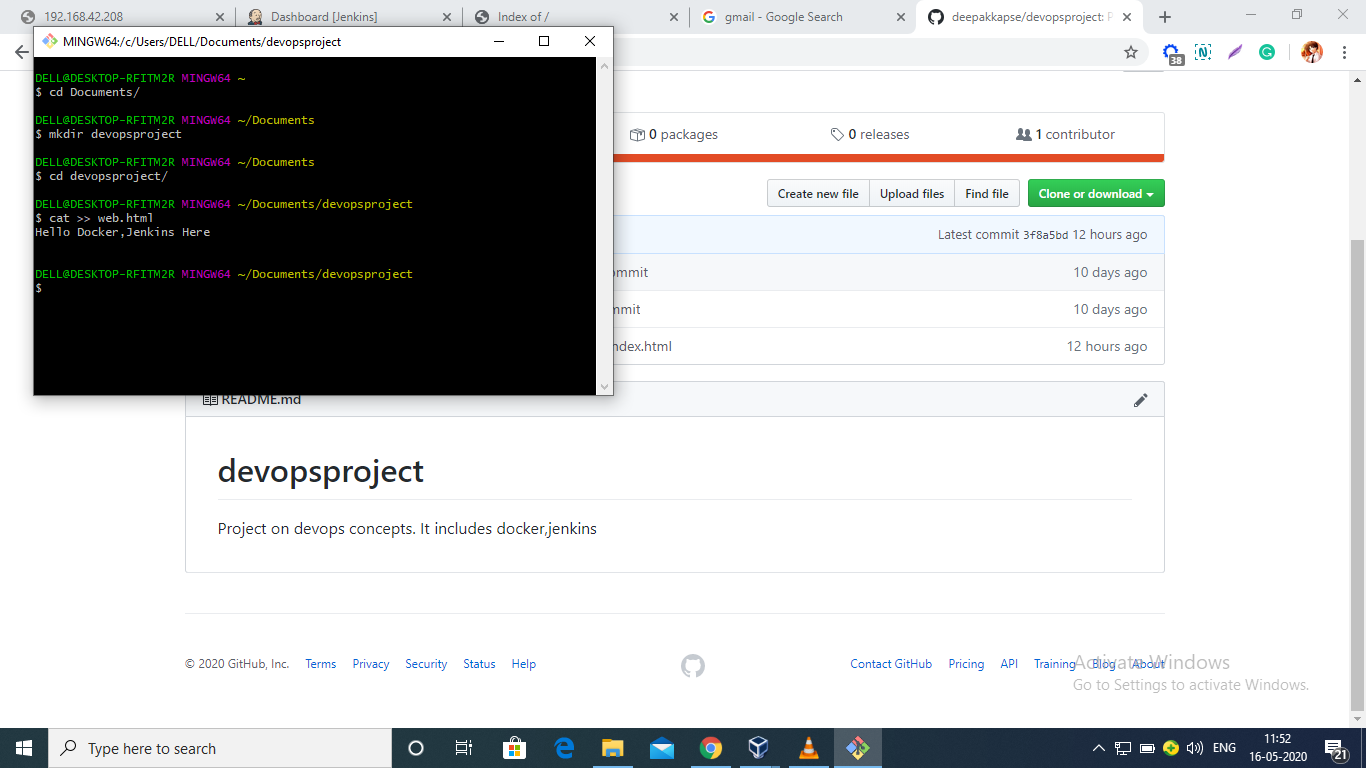 192.168.42.208
Dashboard [Jenkins]
Index of /
gmail - Google Search
deepakkapse/devopsproject: P
38
MINGW64:/c/Users/DELL/Documents/devopsproject
DELL@DESKTOP-RFITM2R MINGW64 ~
$ cd Documents/
DELL@DESKTOP-RFITM2R MINGW64 ~/Documents
$ mkdir devopsproject
DELL@DESKTOP-RFITM2R MINGW64 ~/Documents
$ cd devopsproject/
DELL@DESKTOP-RFITM2R MINGW64 ~/Documents/devopsproject
$ cat >> web.html
Hello Docker,Jenkins Here
DELL@DESKTOP-RFITM2R MINGW64 ~/Documents/devopsproject
$
0 packages
0 releases
1 contributor
Create new file
Upload files
Find file
Clone or download
Latest commit 3f8a5bd 12 hours ago
ommit
10 days ago
mmit
10 days ago
ndex.html
12 hours ago
README.md
devopsproject
Project on devops concepts. It includes docker,jenkins
© 2020 GitHub, Inc.
Terms
Privacy
Security
Status
Help
Contact GitHub
Pricing
API
Training
Blog
About
Activate Windows
Go to Settings to activate Windows.
Type here to search
ENG
11:52
16-05-2020
21